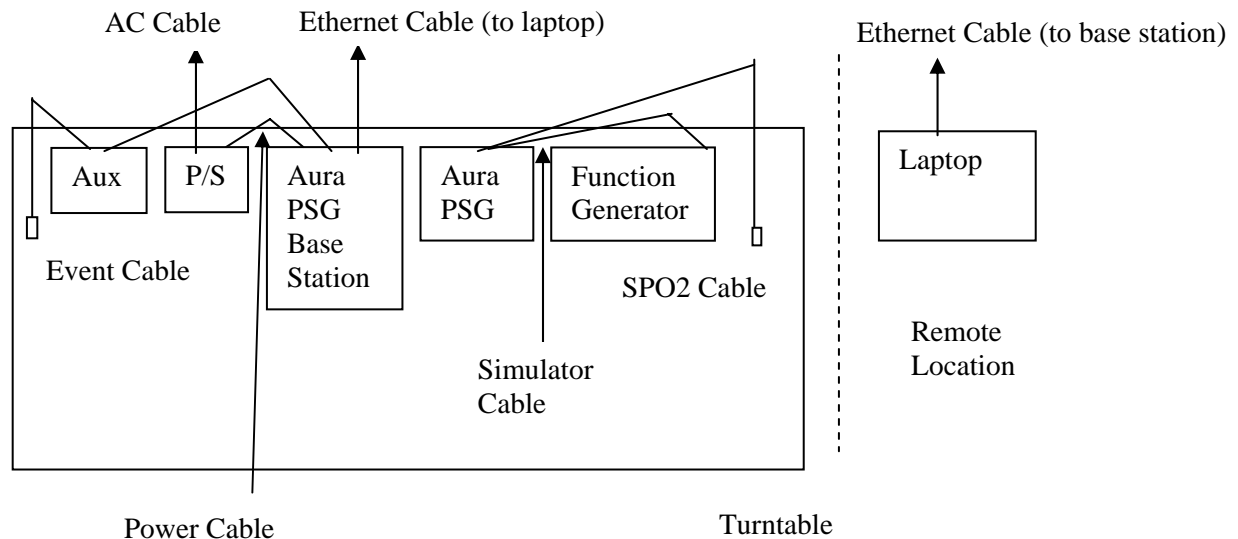 AC Cable
Ethernet Cable (to laptop)
Ethernet Cable (to base station)
Aux
P/S
Aura
PSG
Base
Station
Aura
PSG
Function
Generator
Laptop
Event Cable
SPO2 Cable
Simulator
Cable
Remote
Location
Power Cable
Turntable